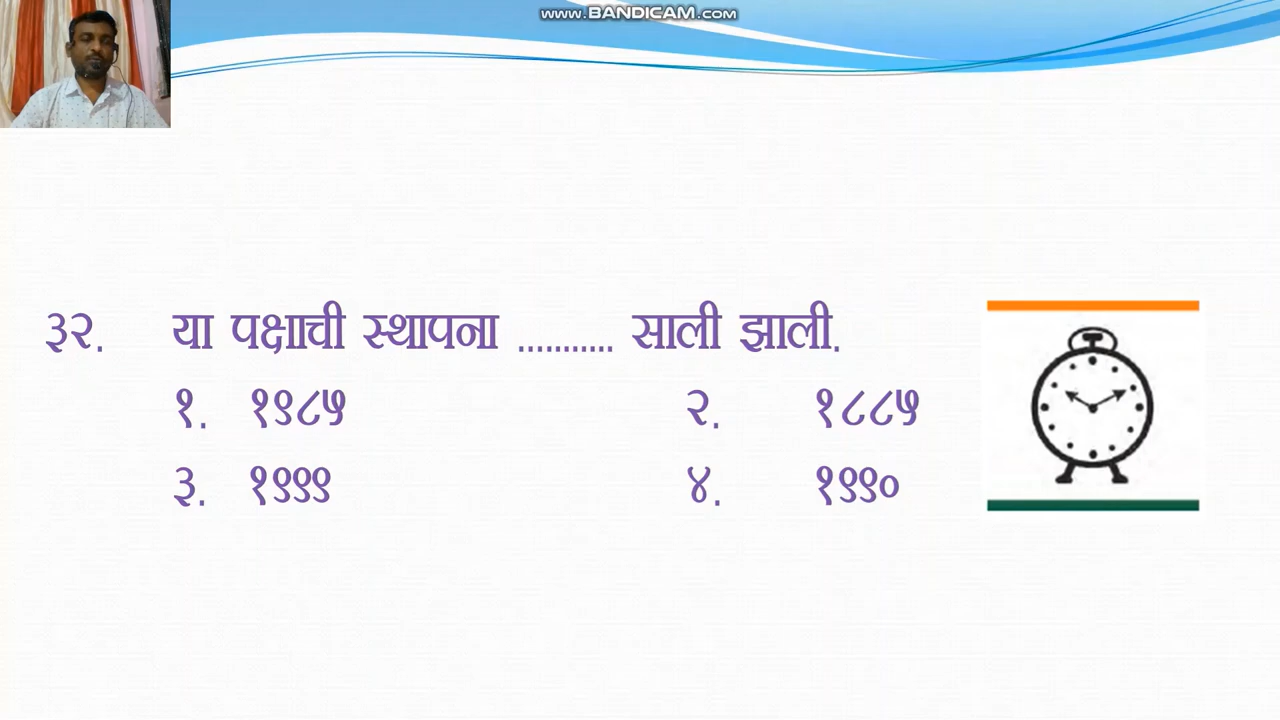 www.BANDICAM.com
३२. या पक्षाची स्थापना ........... साली झाली.
१. १९८५ २. १८८५
३. १९९९ ४. १९९०